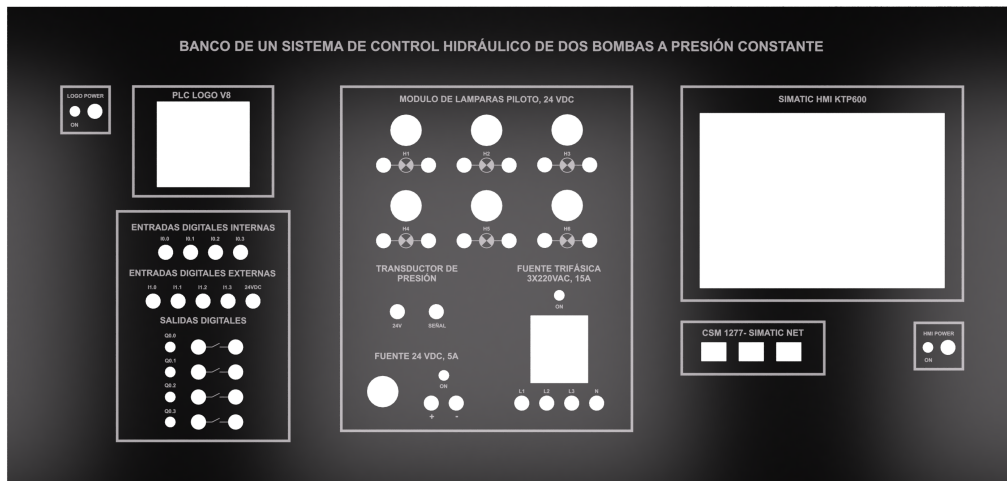 BANCO DE UN SISTEMA DE CONTROL HIDRÁULICO DE DOS BOMBAS A PRESIÓN CONSTANTE
LOGO POWER
ON
PLC LOGO V8
ENTRADAS DIGITALES INTERNAS
I0.0 I0.1 I0.2 I0.3
ENTRADAS DIGITALES EXTERNAS
I1.0 I1.1 I1.2 I1.3 24VDC
SALIDAS DIGITALES
Q0.0
Q0.1
Q0.2
Q0.3
MODULO DE LAMPARAS PILOTO, 24 VDC
H1 H2 H3
H4 H5 H6
TRANSDUCTOR DE
PRESIÓN
24V SEÑAL
FUENTE 24 VDC, 5A
ON
+ -
FUENTE TRIFÁSICA
3X220VAC, 15A
ON
L1 L2 L3 N
SIMATIC HMI KTP600
CSM 1277- SIMATIC NET
HMI POWER
ON